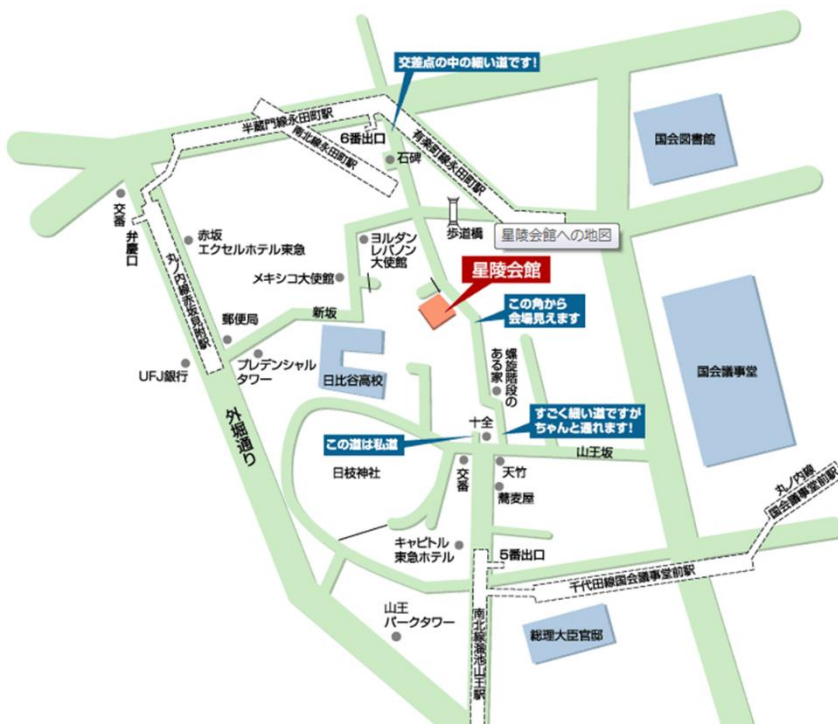 交差点の中の細い道です!
半蔵門線永田町駅
南北線永田町駅
6番出口
石碑
有楽町線永田町駅
国会図書館
交番
弁慶口
赤坂
エクセルホテル東急
ヨルダン
レバノン
大使館
歩道橋
星陵会館への地図
星陵会館
メキシコ大使館
丸ノ内線赤坂見附駅
新坂
この角から
会場見えます
郵便局
UFJ銀行
プレデンシャル
タワー
日比谷高校
螺旋階段の
ある家
国会議事堂
外堀通り
十全
すごく細い道ですが
ちゃんと通れます!
この道は私道
日枝神社
交番
天竹
山王坂
蕎麦屋
丸ノ内線
国会議事堂前駅
キャピトル
東急ホテル
5番出口
千代田線国会議事堂前駅
山王
パークタワー
南北線溜池山王駅
総理大臣官邸